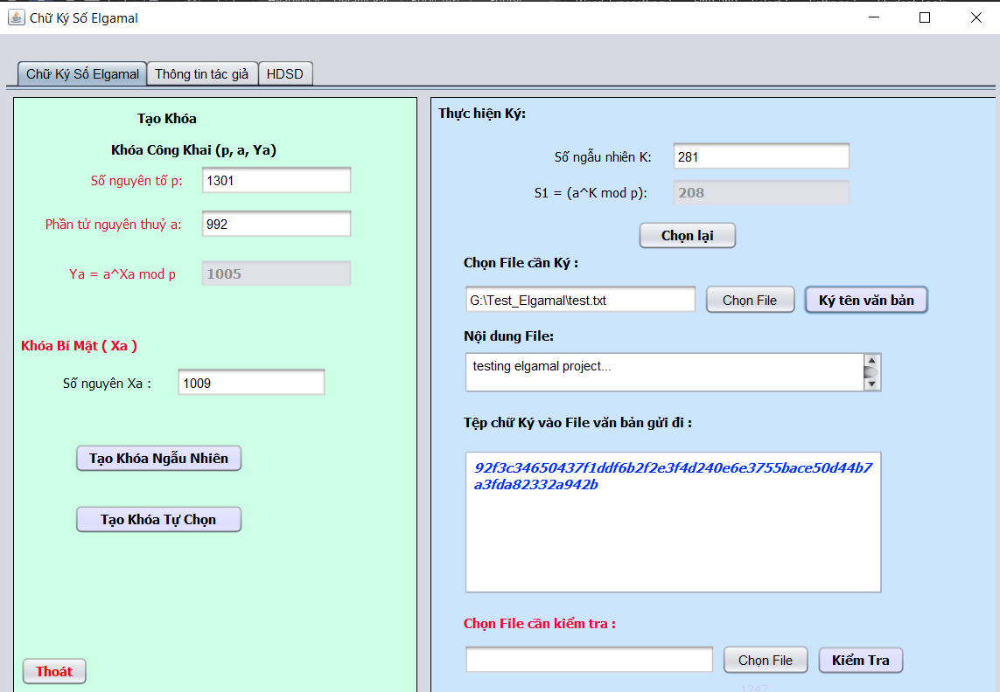 Chữ Ký Số Elgamal
Chữ Ký Số Elgamal
Thông tin tác giả
HDSD
Tạo Khóa
Khóa Công Khai (p, a, Ya)
Số nguyên tố p:
1301
Phần tử nguyên thuỷ a:
992
Ya = a^Xa mod p
1005
Khóa Bí Mật ( Xa )
Số nguyên Xa :
1009
Tạo Khóa Ngẫu Nhiên
Tạo Khóa Tự Chọn
Thoát
Thực hiện Ký:
Số ngẫu nhiên K:
281
S1 = (a^K mod p):
208
Chọn lại
Chọn File cần Ký :
G:\Test_Elgamal\test.txt
Chọn File
Ký tên văn bản
Nội dung File:
testing elgamal project...
Tệp chữ Ký vào File văn bản gửi đi :
92f3c34650437f1ddf6b2f2e3f4d240e6e3755bace50d44b7
a3fda82332a942b
Chọn File cần kiểm tra :
Chọn File
Kiểm Tra
1247